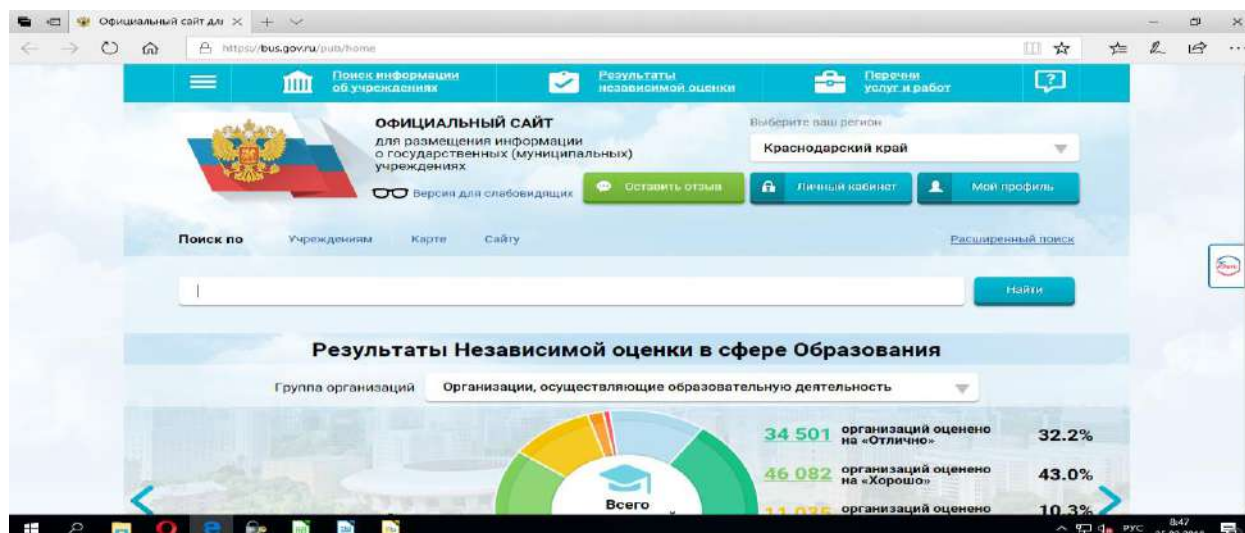 Официальный сайт для
https://bus.gov.ru/pub/home
Поиск информации
об учреждениях
Результаты
независимой оценки
Перечни
услуг и работ
ОФИЦИАЛЬНЫЙ САЙТ
для размещения информации
о государственных (муниципальных)
учреждениях
Версия для слабовидящих
Оставить отзыв
Выберите ваш регион
Краснодарский край
Личный кабинет
Мой профиль
Поиск по
Учреждениям
Карте
Сайту
Расширенный поиск
Найти
Результаты Независимой оценки в сфере Образования
Группа организаций
Организации, осуществляющие образовательную деятельность
34 501 организаций оценено на «Отлично» 32.2%
46 082 организаций оценено на «Хорошо» 43.0%
11 035 организаций оценено 10.3%
Всего
РУС
8:47